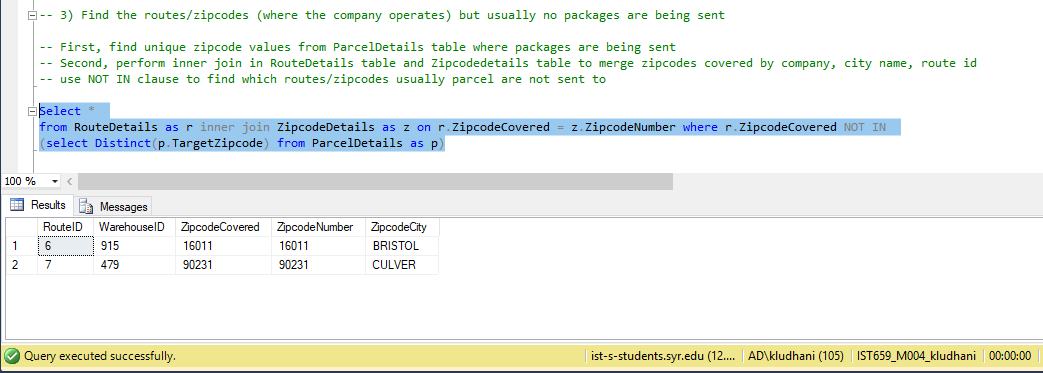 -- 3) Find the routes/zipcodes (where the company operates) but usually no packages are being sent
-- First, find unique zipcode values from ParcelDetails table where packages are being sent
-- Second, perform inner join in RouteDetails table and Zipcodedetails table to merge zipcodes covered by company, city name, route id
-- use NOT IN clause to find which routes/zipcodes usually parcel are not sent to
Select *
from RouteDetails as r inner join ZipcodeDetails as z on r.ZipcodeCovered = z.ZipcodeNumber where r.ZipcodeCovered NOT IN
(select Distinct(p.TargetZipcode) from ParcelDetails as p)
100 %
Results Messages
RouteID WarehouseID ZipcodeCovered ZipcodeNumber ZipcodeCity
1 6 915 16011 16011 BRISTOL
2 7 479 90231 90231 CULVER
Query executed successfully. ist-s-students.syr.edu (12.... AD\kludhani (105) IST659_M004_kludhani 00:00:00